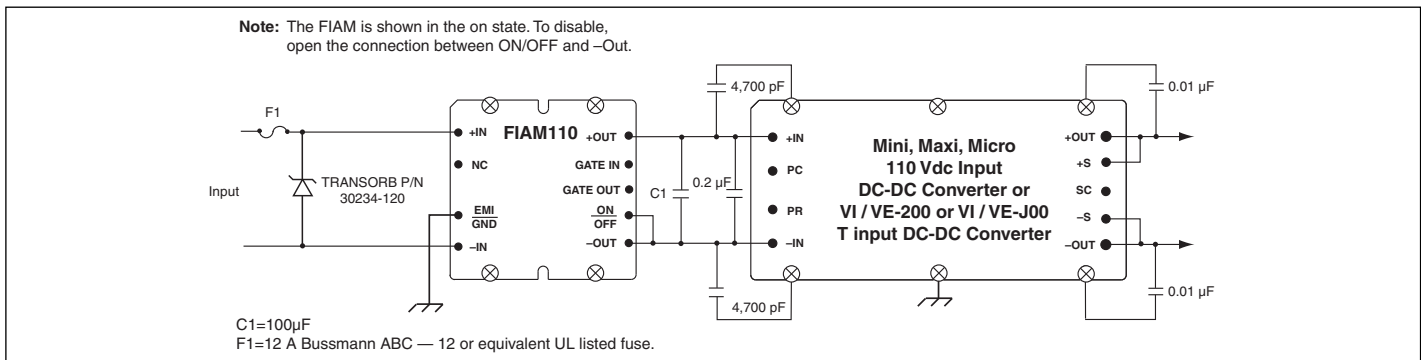 Note: The FIAM is shown in the on state. To disable,
open the connection between ON/OFF and –Out.
F1
Input
TRANSORB P/N
30234-120
+IN
NC
EMI
GND
–IN
FIAM110
+OUT
GATE IN
GATE OUT
ON
OFF
–OUT
C1
0.2 µF
4,700 pF
4,700 pF
+IN
PC
PR
–IN
Mini, Maxi, Micro
110 Vdc Input
DC-DC Converter or
VI / VE-200 or VI / VE-J00
T input DC-DC Converter
+OUT
+S
SC
–S
–OUT
0.01 µF
0.01 µF
C1=100µF
F1=12 A Bussmann ABC — 12 or equivalent UL listed fuse.